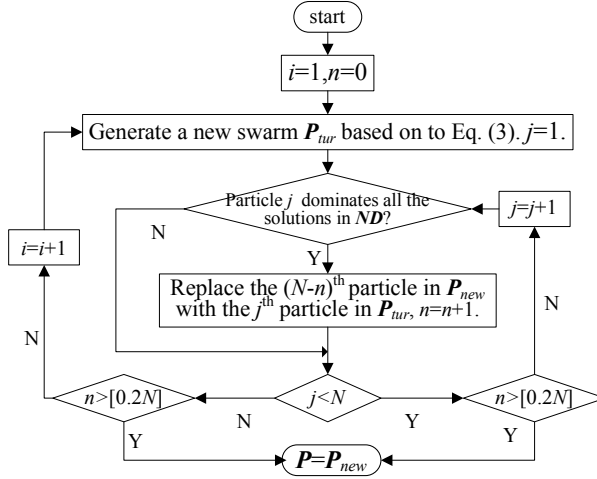 start
i=1,n=0
Generate a new swarm P_tur based on to Eq. (3). j=1.
Particle j dominates all the
solutions in ND?
j=j+1
N
i=i+1
Y
Replace the (N-n)^th particle in P_new
with the j^th particle in P_tur, n=n+1.
N
N
n>[0.2N]
N
j<N
Y
n>[0.2N]
Y
Y
P=P_new